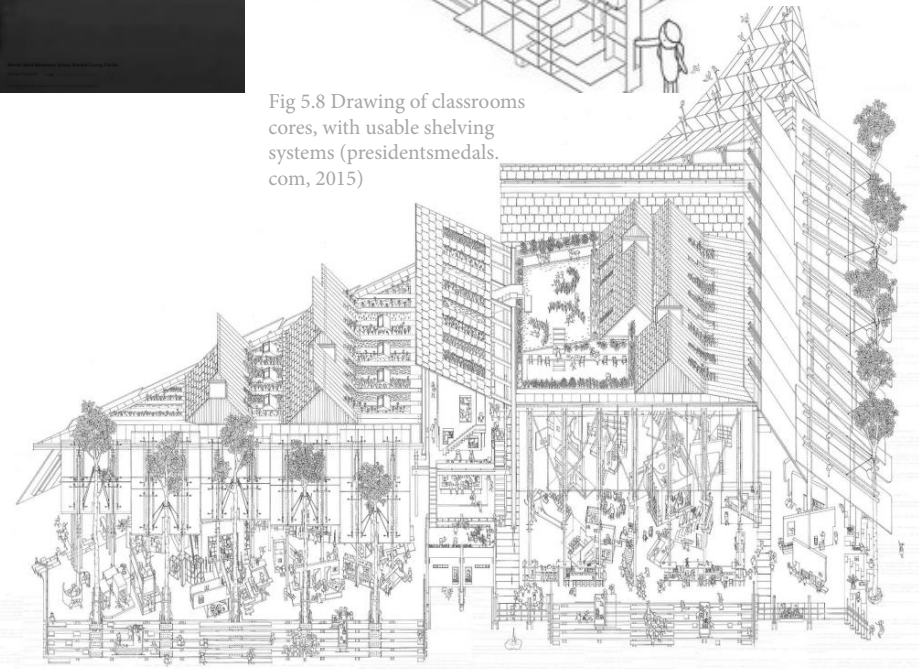 Fig 5.8 Drawing of classrooms
cores, with usable shelving
systems (presidentsmedals.
com, 2015)